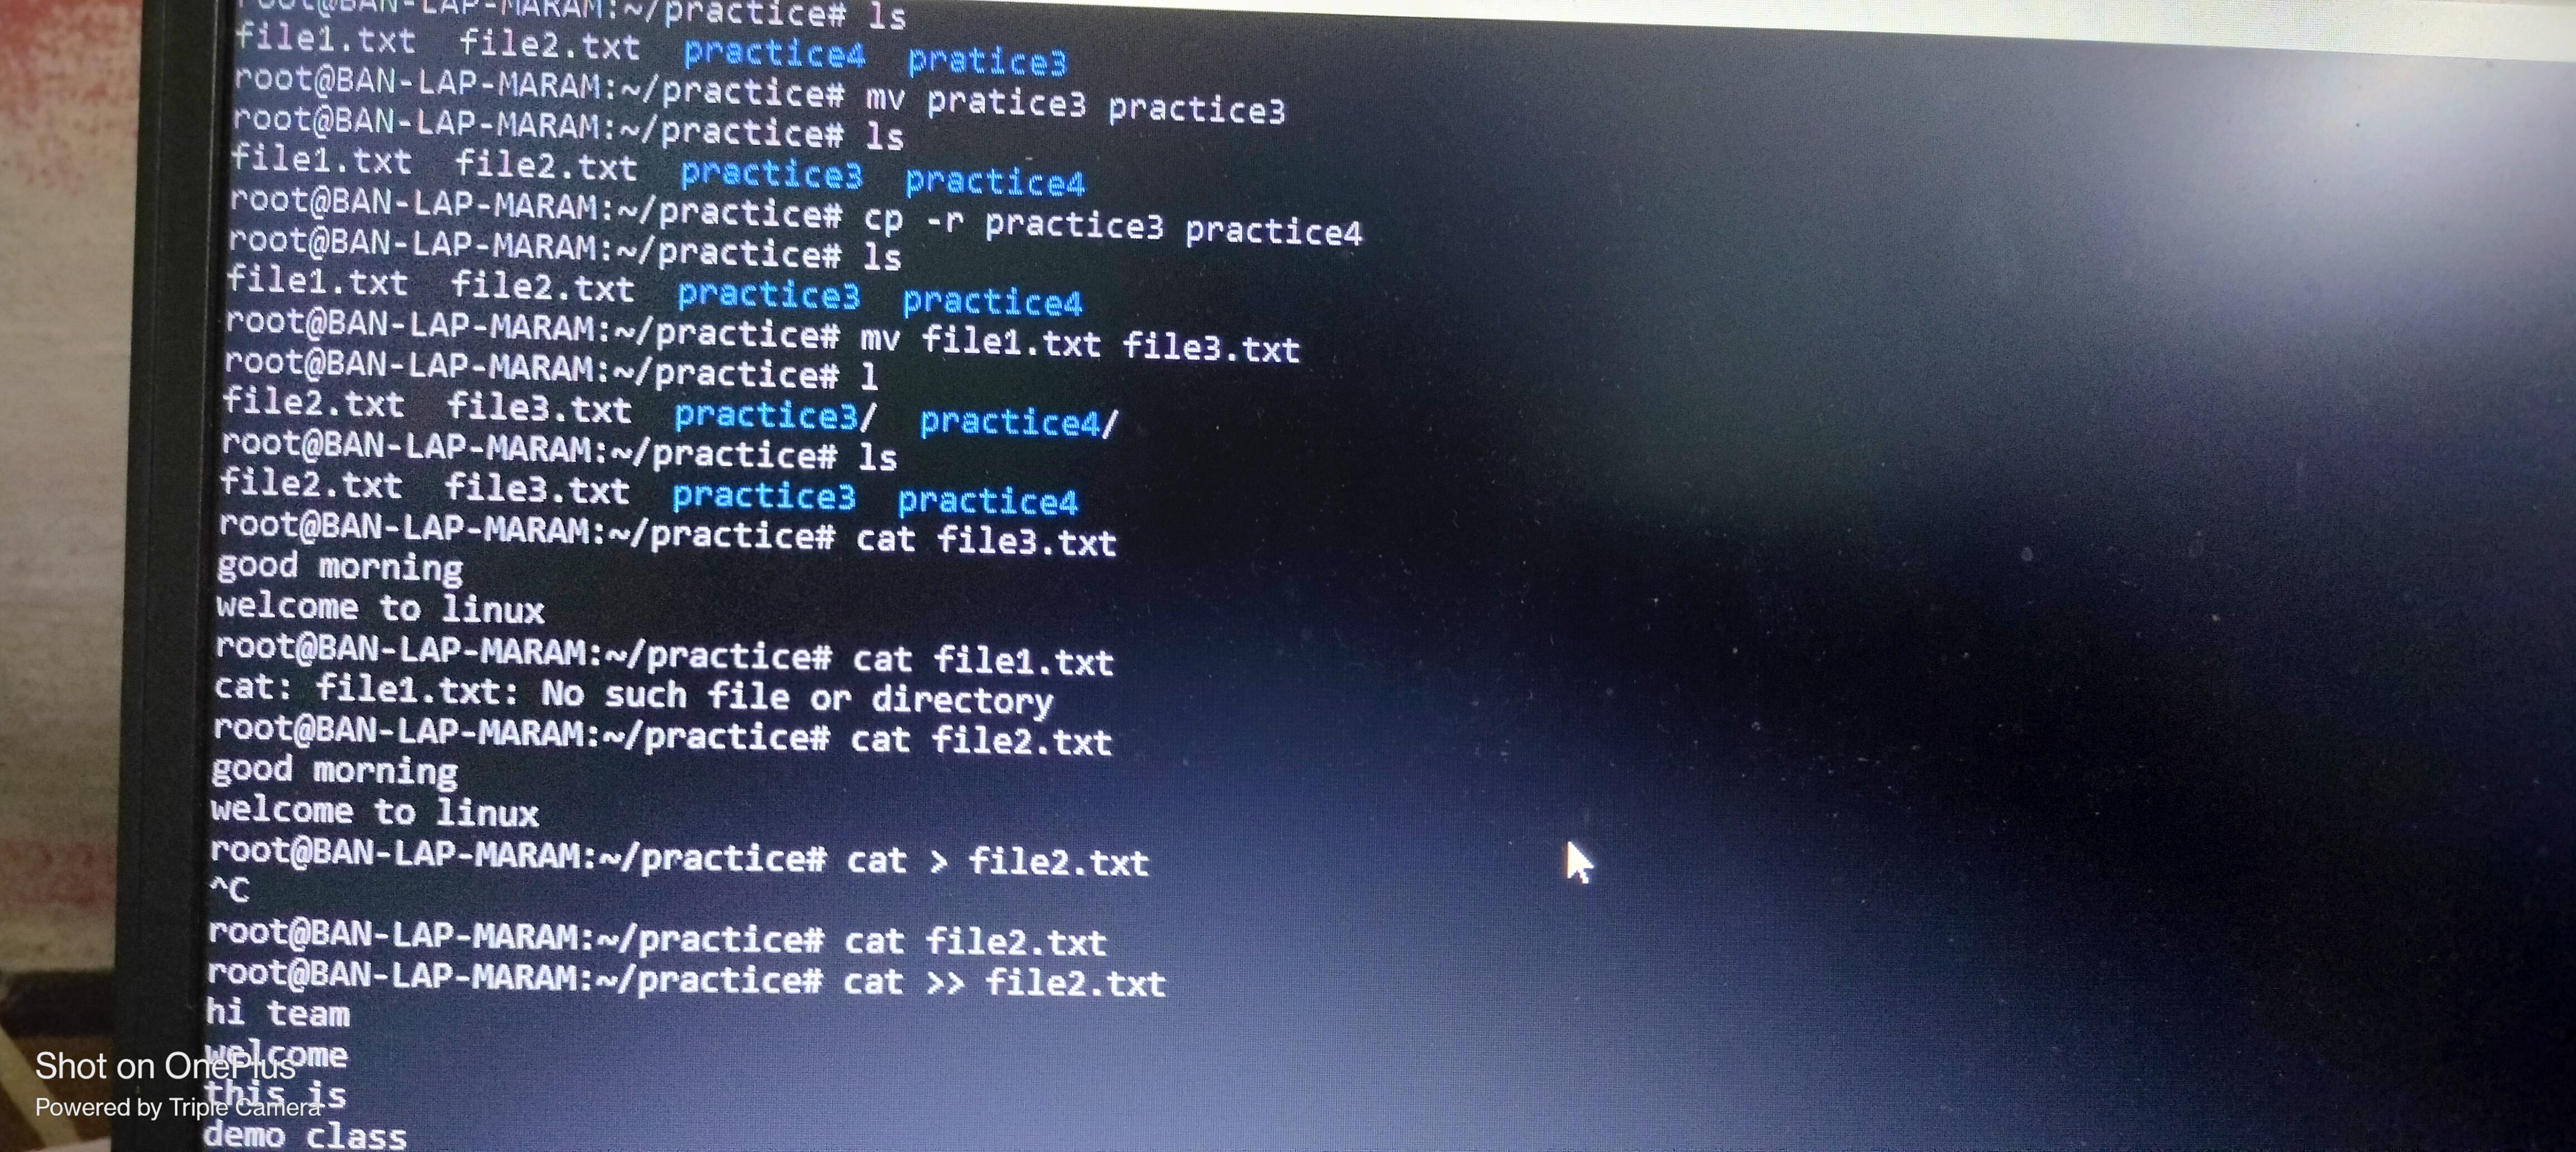 root@BAN-LAP-MARAM:~/practice# ls
file1.txt  file2.txt  practice4  pratice3
root@BAN-LAP-MARAM:~/practice# mv pratice3 practice3
root@BAN-LAP-MARAM:~/practice# ls
file1.txt  file2.txt  practice3  practice4
root@BAN-LAP-MARAM:~/practice# cp -r practice3 practice4
root@BAN-LAP-MARAM:~/practice# ls
file1.txt  file2.txt  practice3  practice4
root@BAN-LAP-MARAM:~/practice# mv file1.txt file3.txt
root@BAN-LAP-MARAM:~/practice# l
file2.txt  file3.txt  practice3/  practice4/
root@BAN-LAP-MARAM:~/practice# ls
file2.txt  file3.txt  practice3  practice4
root@BAN-LAP-MARAM:~/practice# cat file3.txt
good morning
welcome to linux
root@BAN-LAP-MARAM:~/practice# cat file1.txt
cat: file1.txt: No such file or directory
root@BAN-LAP-MARAM:~/practice# cat file2.txt
good morning
welcome to linux
root@BAN-LAP-MARAM:~/practice# cat > file2.txt
^C
root@BAN-LAP-MARAM:~/practice# cat file2.txt
root@BAN-LAP-MARAM:~/practice# cat >> file2.txt
hi team
welcome
this is
demo class
Shot on OnePlus
Powered by Triple Camera